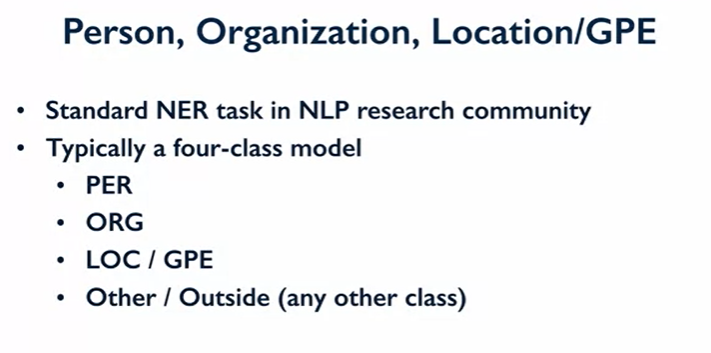 Person, Organization, Location/GPE
• Standard NER task in NLP research community
• Typically a four-class model
• PER
• ORG
• LOC / GPE
• Other / Outside (any other class)